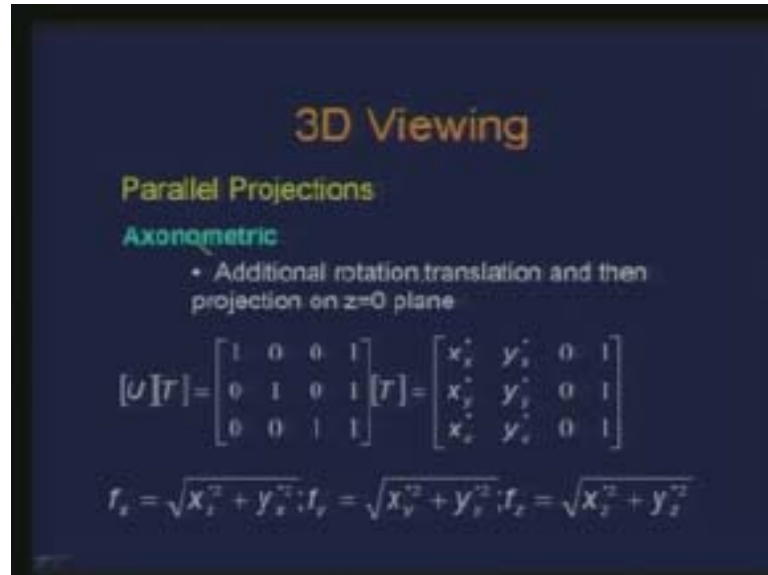 3D Viewing
Parallel Projections
Axonometric
• Additional rotation,translation and then
projection on z=0 plane
[U][T]=[1 0 0 1; 0 1 0 1; 0 0 1 1][T]=[x*x y*x 0 1; x*y y*y 0 1; x*z y*z 0 1]
fx = √(x*x² + y*x²);fy = √(x*y² + y*y²);fz = √(x*z² + y*z²)